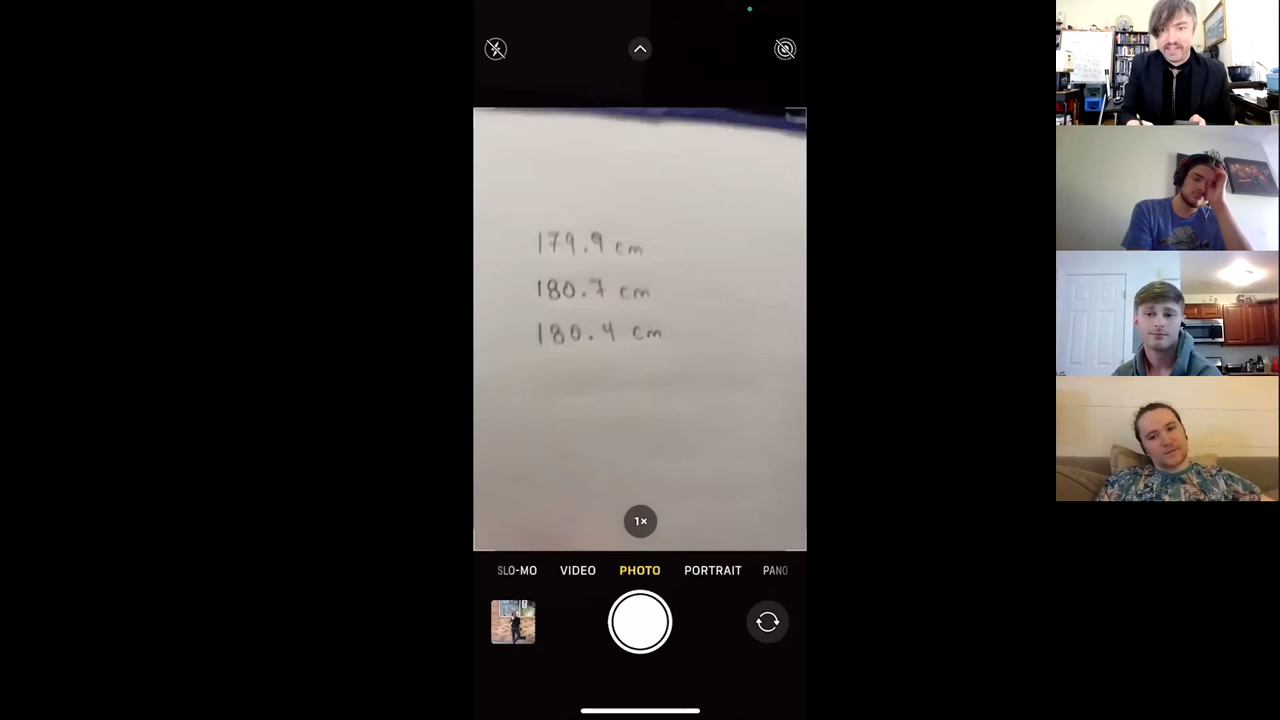 179.9 cm
180.7 cm
180.4 cm
1×
SLO-MO
VIDEO
PHOTO
PORTRAIT
PANO